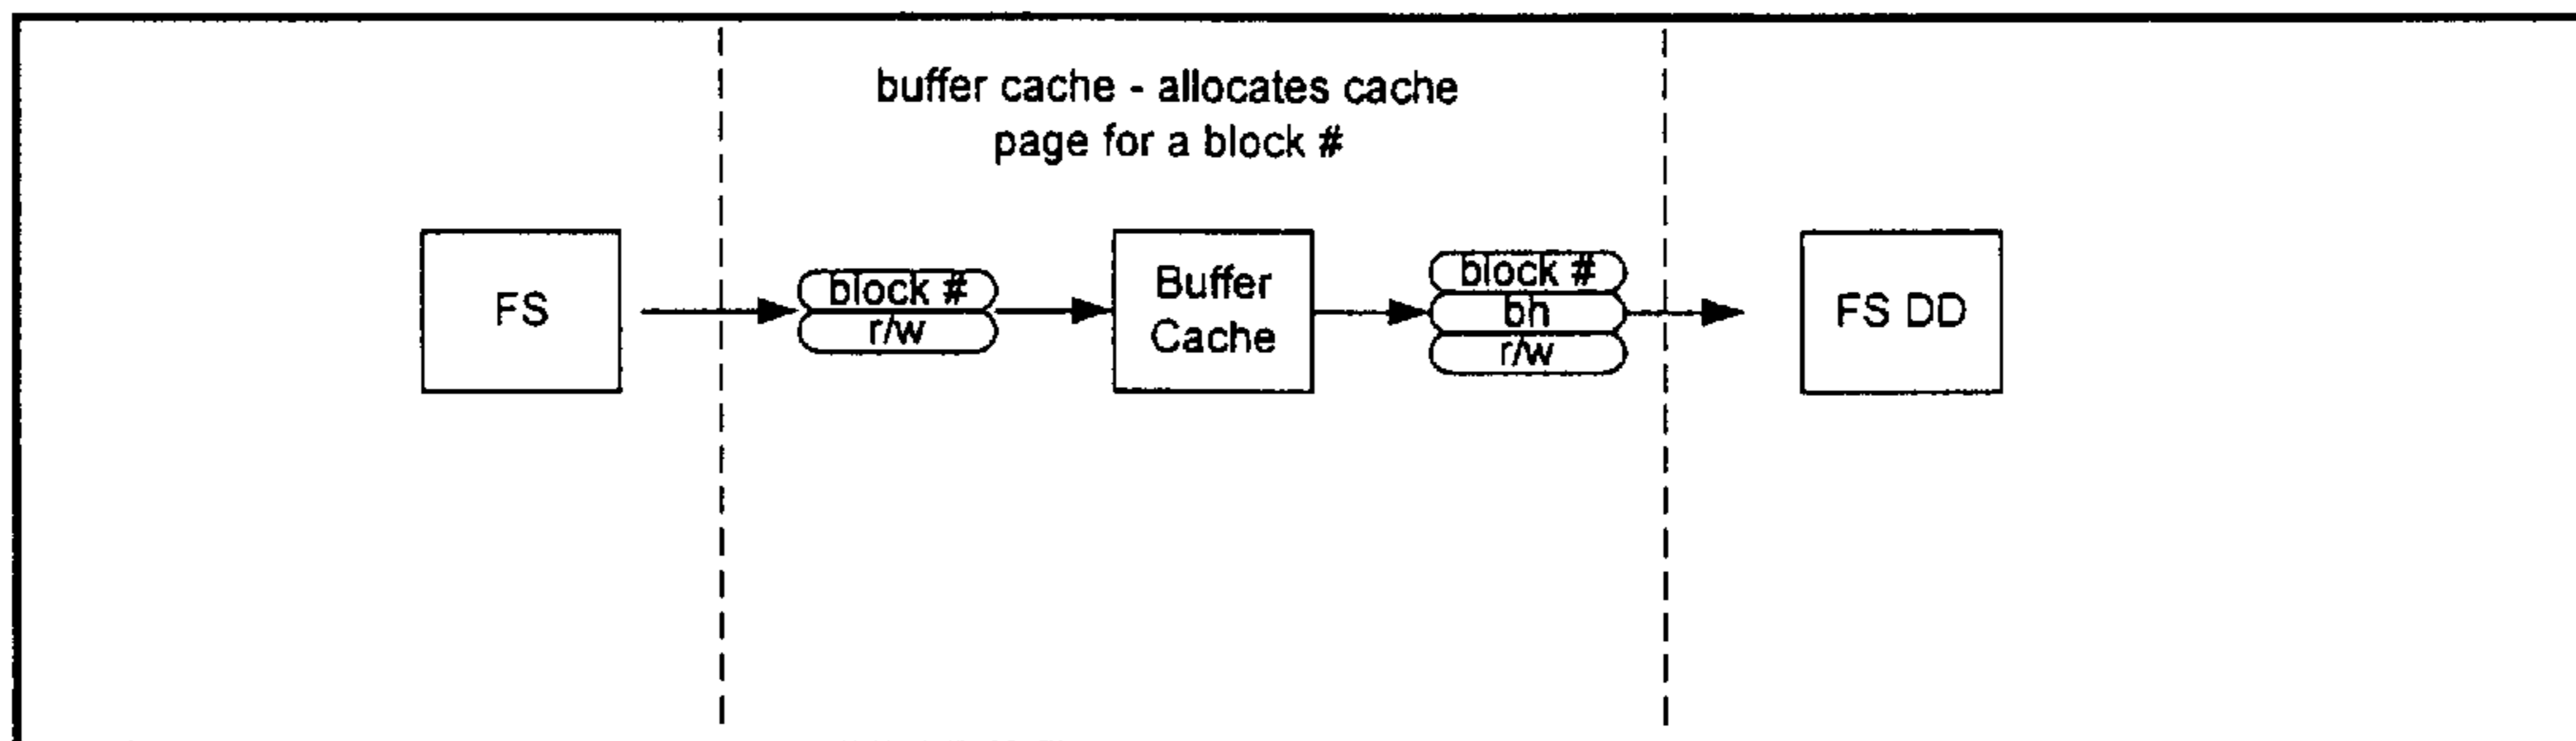 buffer cache - allocates cache
page for a block #
FS
block #
r/w
Buffer
Cache
block #
bh
r/w
FS DD